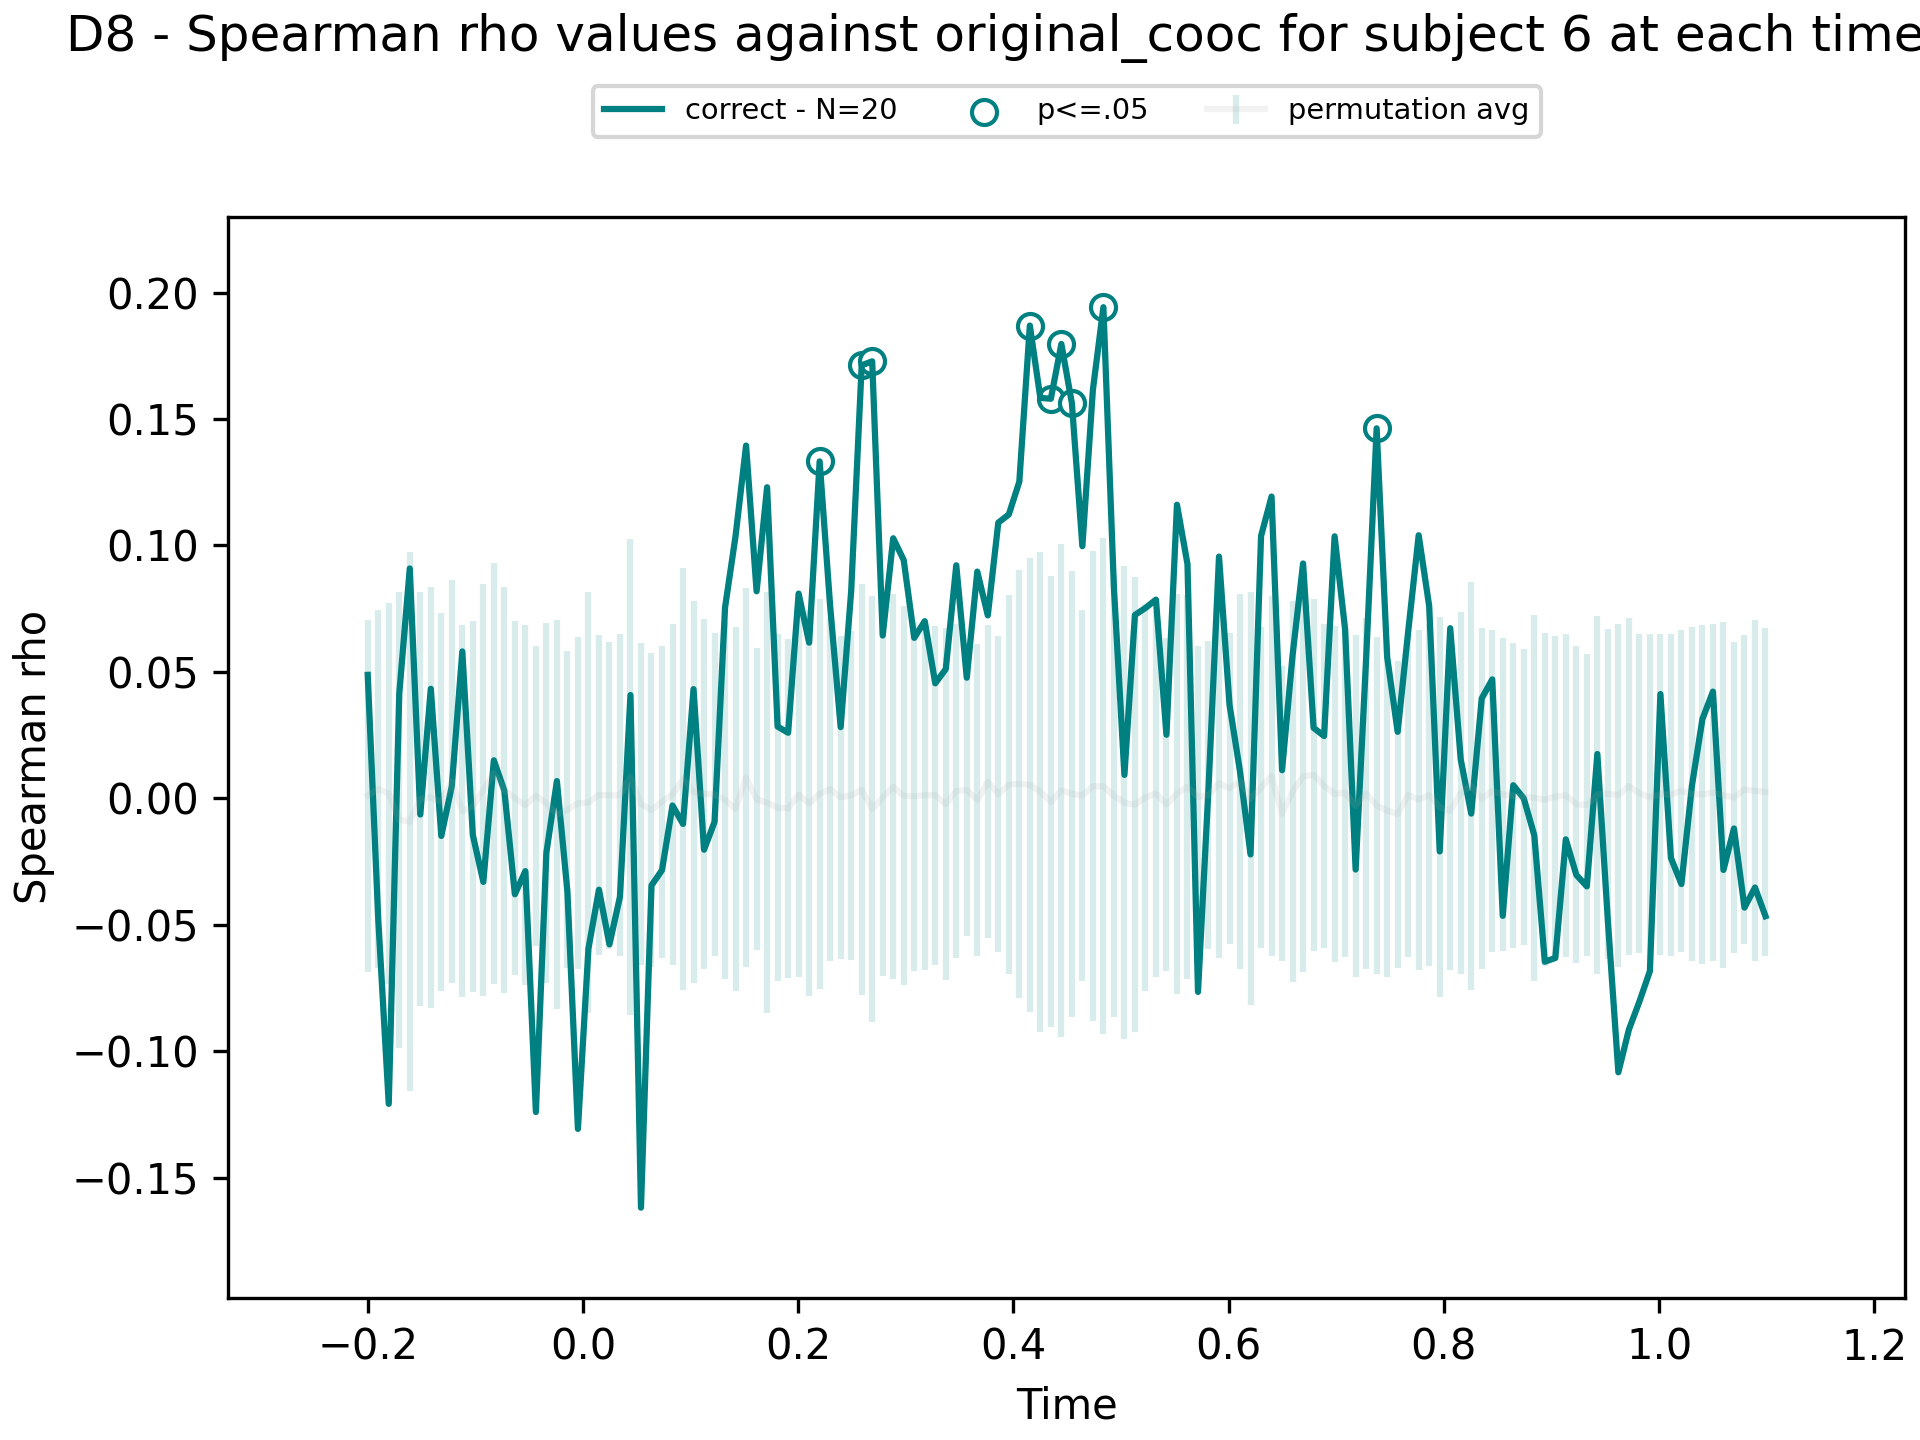 D8 - Spearman rho values against original_cooc for subject 6 at each time
correct - N=20 p<=.05 permutation avg
0.20
0.15
0.10
0.05
0.00
−0.05
−0.10
−0.15
Spearman rho
−0.2 0.0 0.2 0.4 0.6 0.8 1.0 1.2
Time